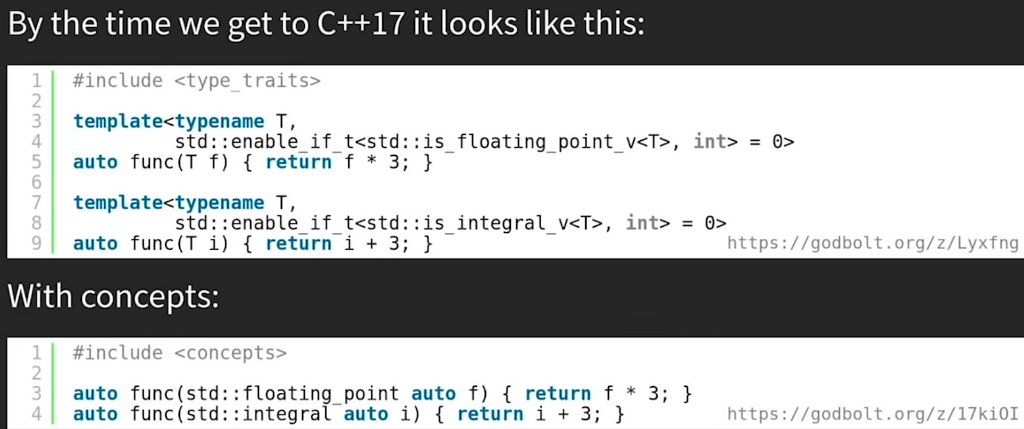 By the time we get to C++17 it looks like this:
1 #include <type_traits>
2
3 template<typename T,
4 std::enable_if_t<std::is_floating_point_v<T>, int> = 0>
5 auto func(T f) { return f * 3; }
6
7 template<typename T,
8 std::enable_if_t<std::is_integral_v<T>, int> = 0>
9 auto func(T i) { return i + 3; }
https://godbolt.org/z/Lyxfng
With concepts:
1 #include <concepts>
2
3 auto func(std::floating_point auto f) { return f * 3; }
4 auto func(std::integral auto i) { return i + 3; }
https://godbolt.org/z/17kiOI